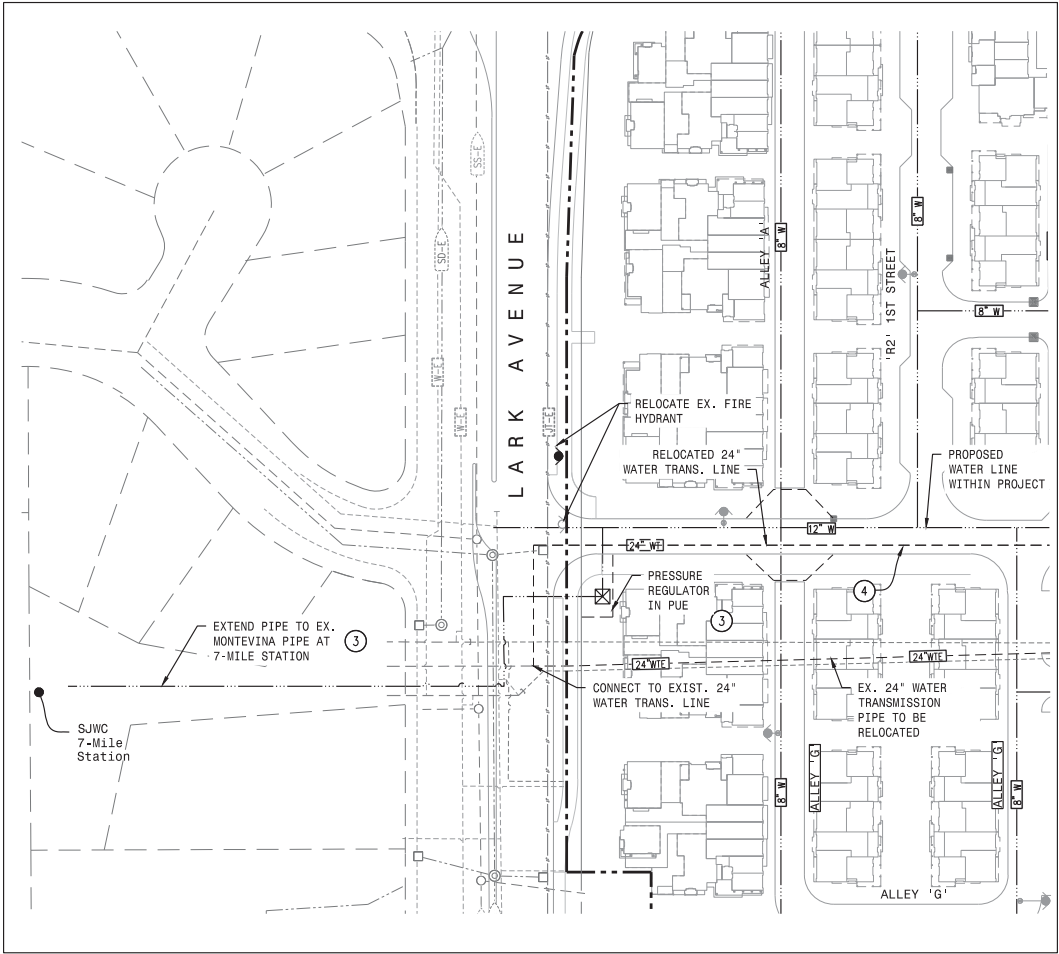 SS-E
SD-E
W-E
W-E
JT-E
LARK AVENUE
ALLEY 'A'
8" W
'R2' 1ST STREET
8" W
8" W
RELOCATE EX. FIRE
HYDRANT
RELOCATED 24"
WATER TRANS. LINE
PROPOSED
WATER LINE
WITHIN PROJECT
12" W
24" WT
PRESSURE
REGULATOR
IN PUE
3
4
EXTEND PIPE TO EX.
MONTEVINA PIPE AT
7-MILE STATION
3
24"WTE
24"WTE
CONNECT TO EXIST. 24"
WATER TRANS. LINE
EX. 24" WATER
TRANSMISSION
PIPE TO BE
RELOCATED
SJWC
7-Mile
Station
8" W
ALLEY 'G'
ALLEY 'G'
8" W
ALLEY 'G'